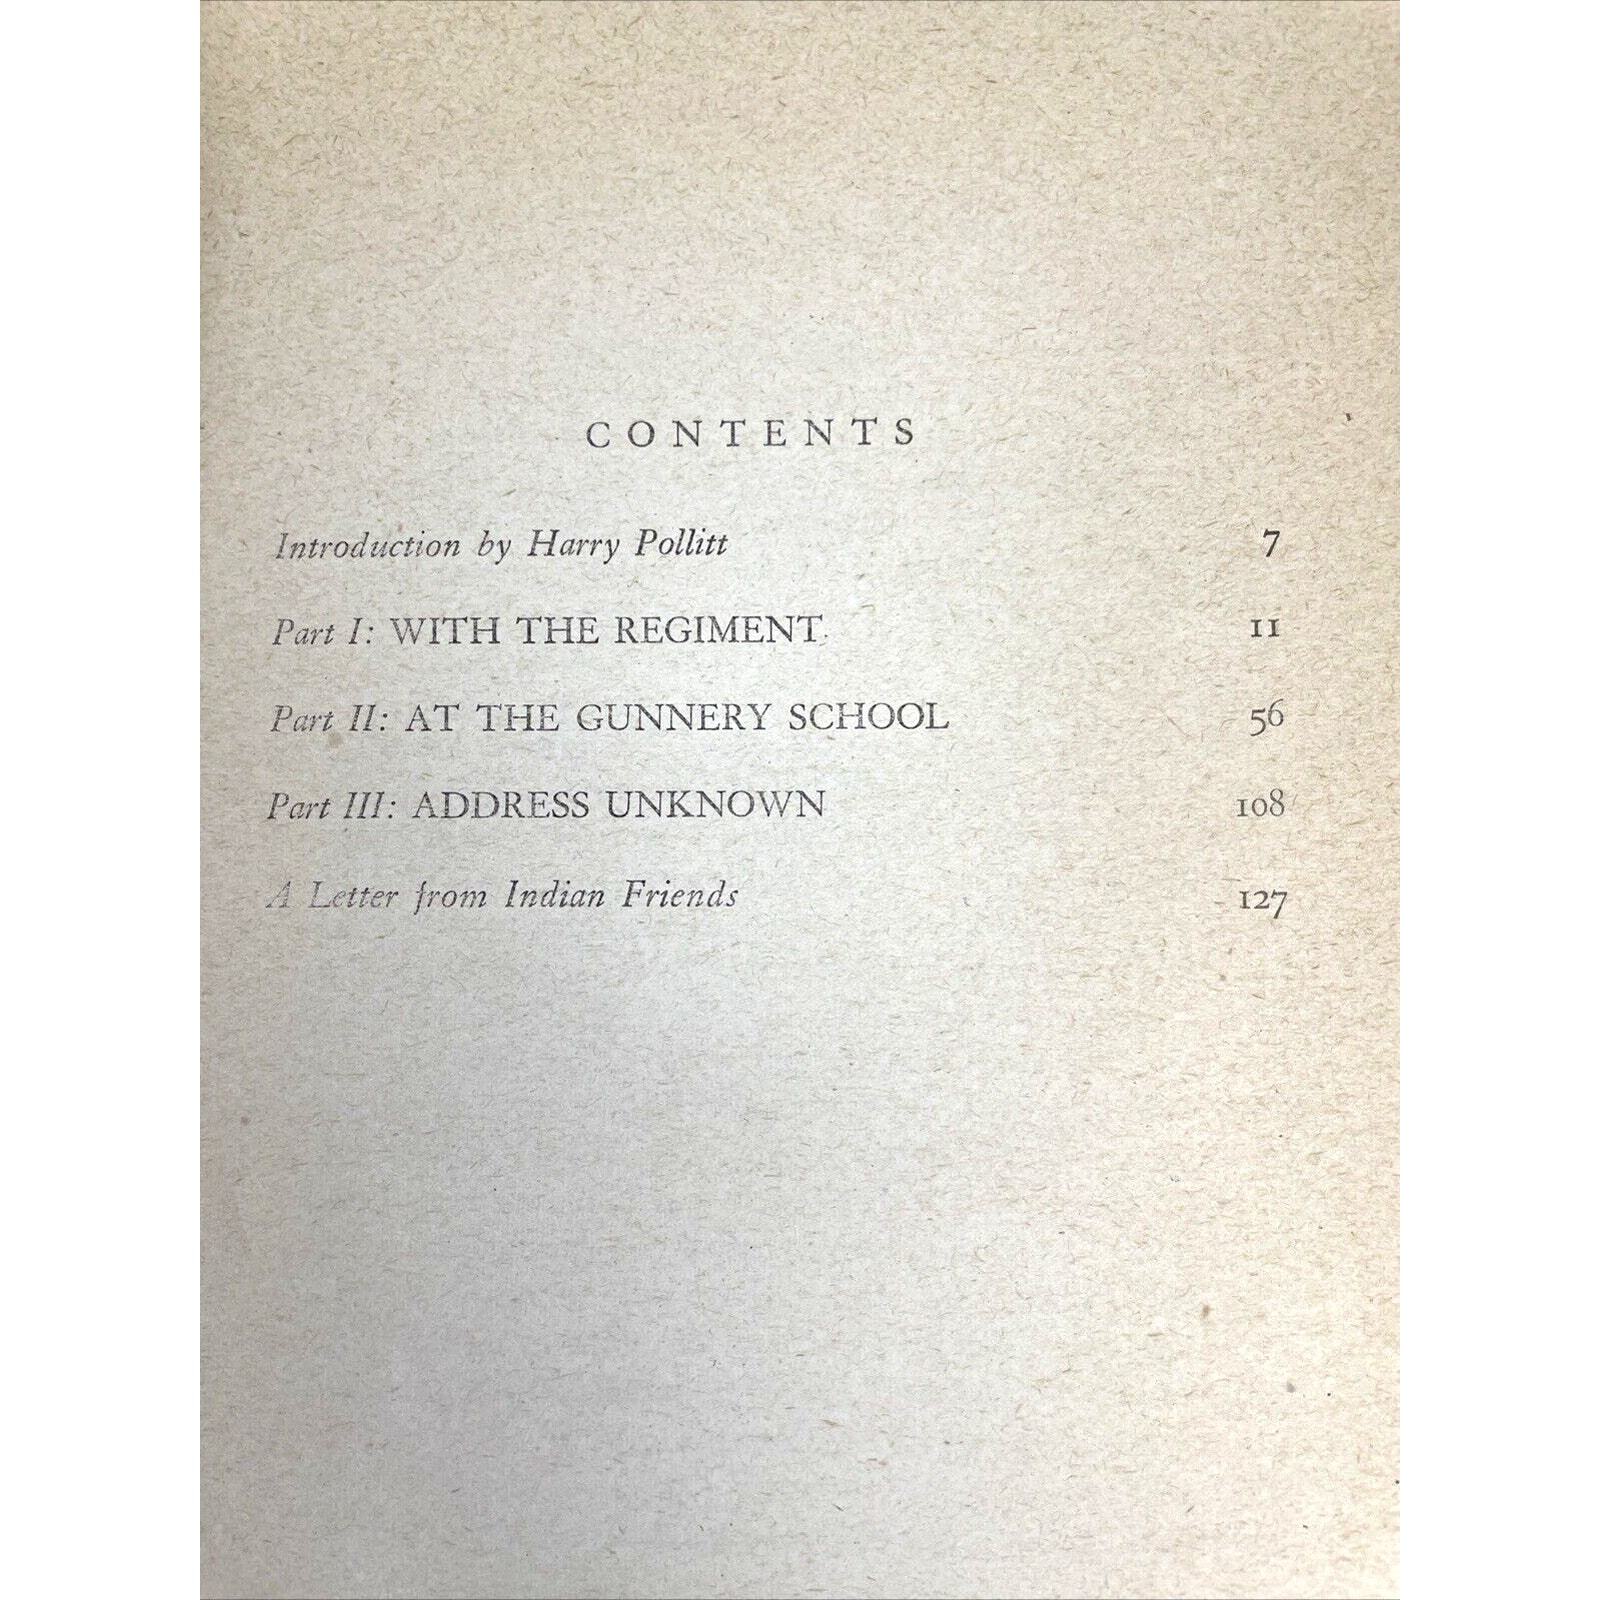 CONTENTS
Introduction by Harry Pollitt 7
Part I: WITH THE REGIMENT 11
Part II: AT THE GUNNERY SCHOOL 56
Part III: ADDRESS UNKNOWN 108
A Letter from Indian Friends 127